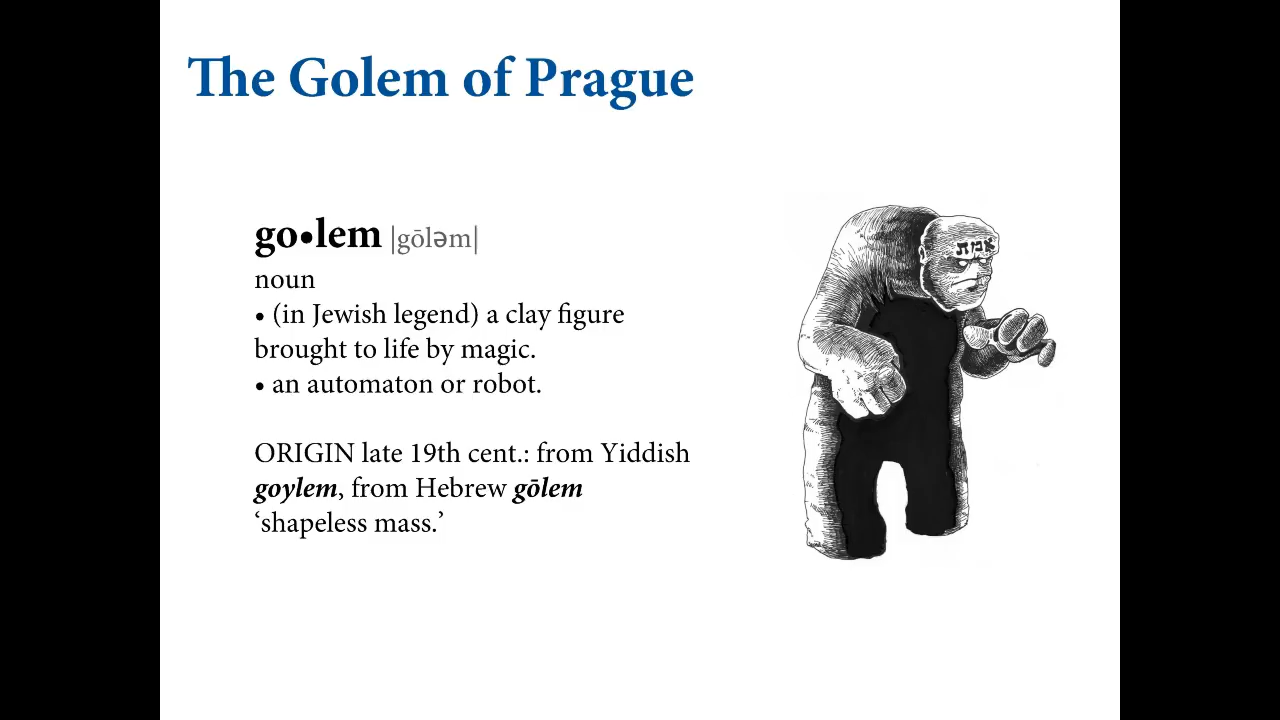 The Golem of Prague
go•lem |gōləm|
noun
• (in Jewish legend) a clay figure
brought to life by magic.
• an automaton or robot.
ORIGIN late 19th cent.: from Yiddish
goylem, from Hebrew gōlem
‘shapeless mass.’
אמת